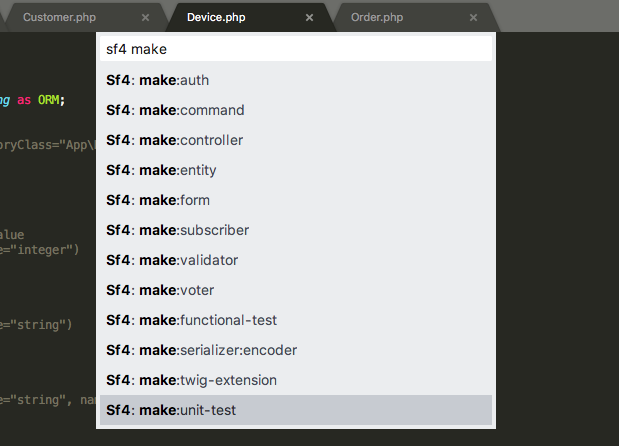 Customer.php × Device.php × Order.php ×
sf4 make
ng as ORM;
Sf4: make:auth
Sf4: make:command
Sf4: make:controller
oryClass="App\
Sf4: make:entity
Sf4: make:form
Sf4: make:subscriber
alue
e="integer")
Sf4: make:validator
Sf4: make:voter
Sf4: make:functional-test
e="string")
Sf4: make:serializer:encoder
Sf4: make:twig-extension
e="string", na
Sf4: make:unit-test